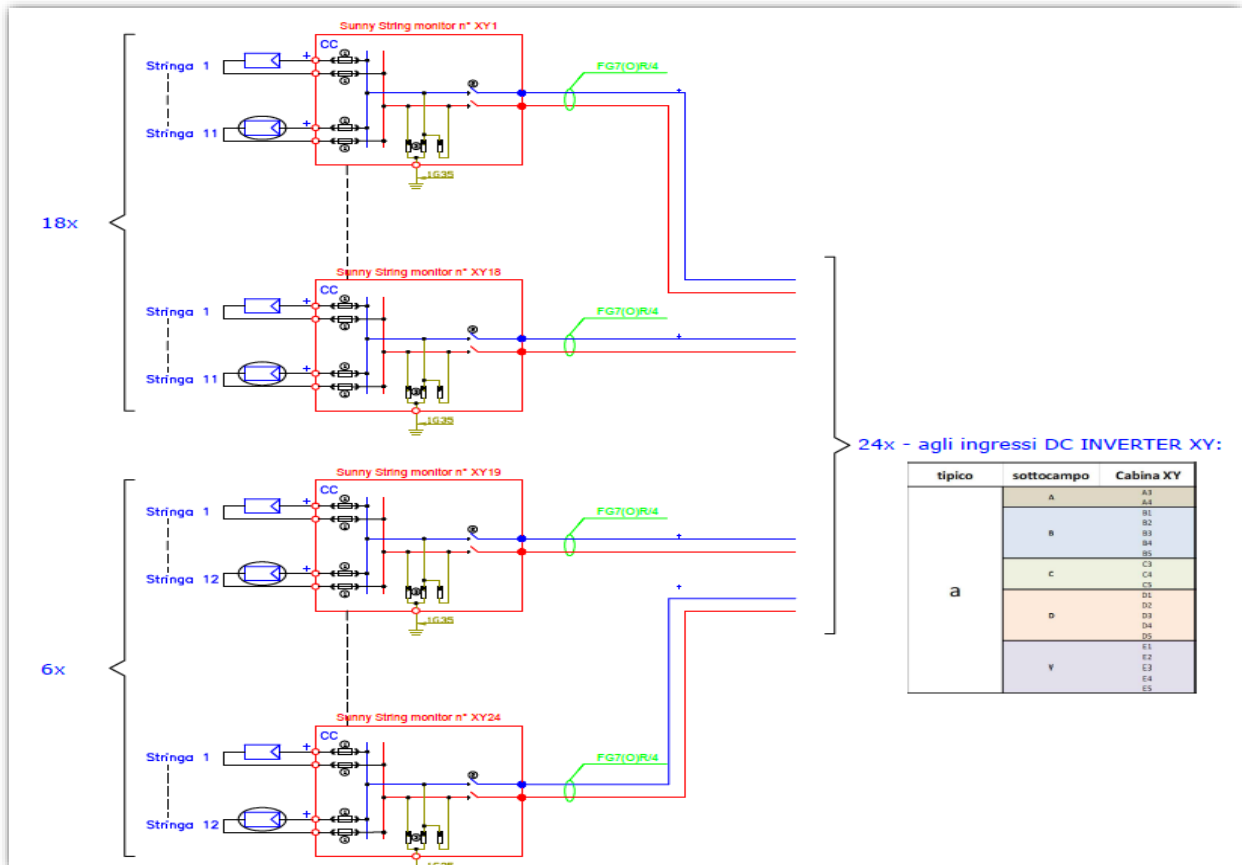 Sunny String monitor n° XY1
CC
Stringa 1
+
FG7(O)R/4
+
Stringa 11
+
1G35
18x
Sunny String monitor n° XY18
CC
Stringa 1
+
FG7(O)R/4
+
Stringa 11
+
1G35
24x - agli ingressi DC INVERTER XY:
tipico sottocampo Cabina XY
a
A
A3
A4
B
B1
B2
B3
B4
B5
C
C3
C4
C5
D
D1
D2
D3
D4
D5
Y
E1
E2
E3
E4
E5
Sunny String monitor n° XY19
CC
Stringa 1
+
FG7(O)R/4
+
Stringa 12
+
+
1G35
6x
Sunny String monitor n° XY24
CC
Stringa 1
+
FG7(O)R/4
Stringa 12
+
1G35